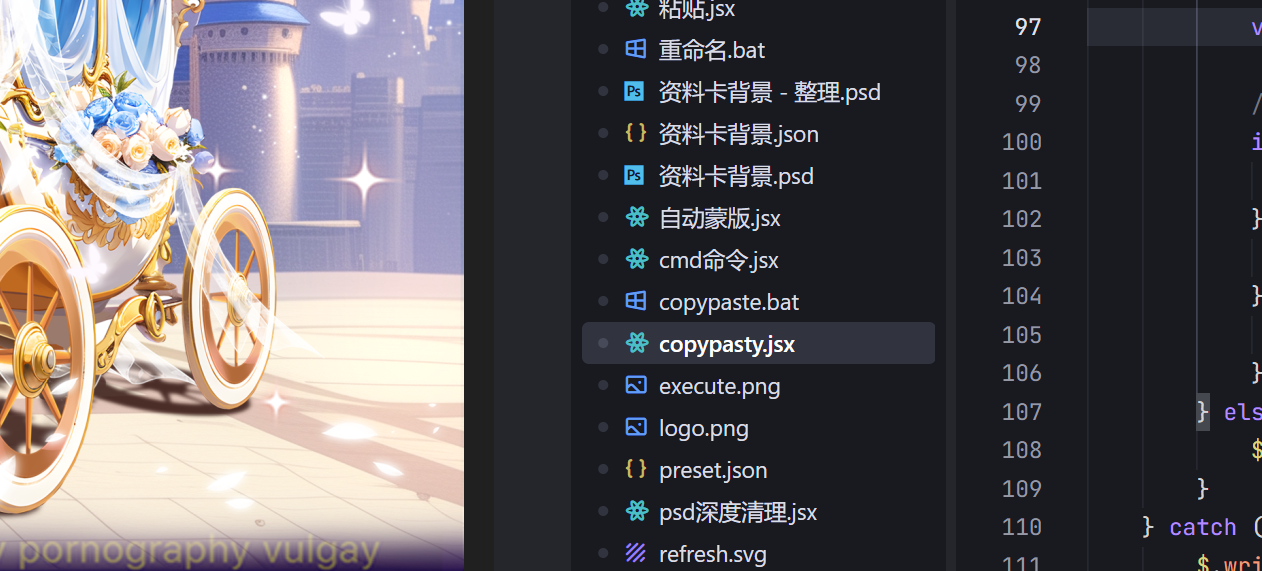 粘贴.jsx
重命名.bat
资料卡背景 - 整理.psd
资料卡背景.json
资料卡背景.psd
自动蒙版.jsx
cmd命令.jsx
copypaste.bat
copypasty.jsx
execute.png
logo.png
preset.json
psd深度清理.jsx
refresh.svg
Ps
Ps
97
98
99
100
101
102
103
104
105
106
107
108
109
110
111
v
/
i
}
}
}
} els
$
}
} catch (
$.wri
pornography vulgay